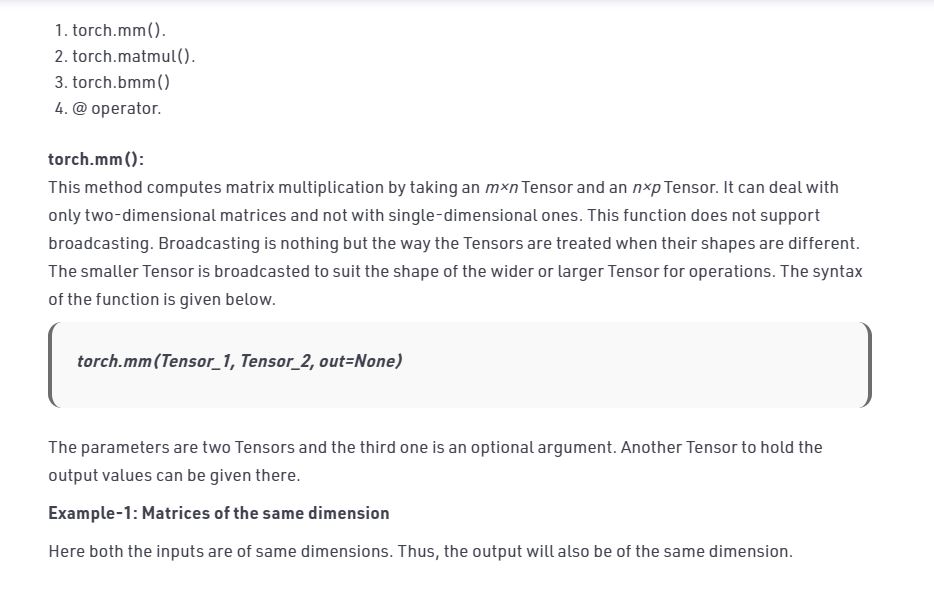 1. torch.mm().
2. torch.matmul().
3. torch.bmm()
4. @ operator.
torch.mm():
This method computes matrix multiplication by taking an m×n Tensor and an n×p Tensor. It can deal with
only two-dimensional matrices and not with single-dimensional ones. This function does not support
broadcasting. Broadcasting is nothing but the way the Tensors are treated when their shapes are different.
The smaller Tensor is broadcasted to suit the shape of the wider or larger Tensor for operations. The syntax
of the function is given below.
torch.mm(Tensor_1, Tensor_2, out=None)
The parameters are two Tensors and the third one is an optional argument. Another Tensor to hold the
output values can be given there.
Example-1: Matrices of the same dimension
Here both the inputs are of same dimensions. Thus, the output will also be of the same dimension.